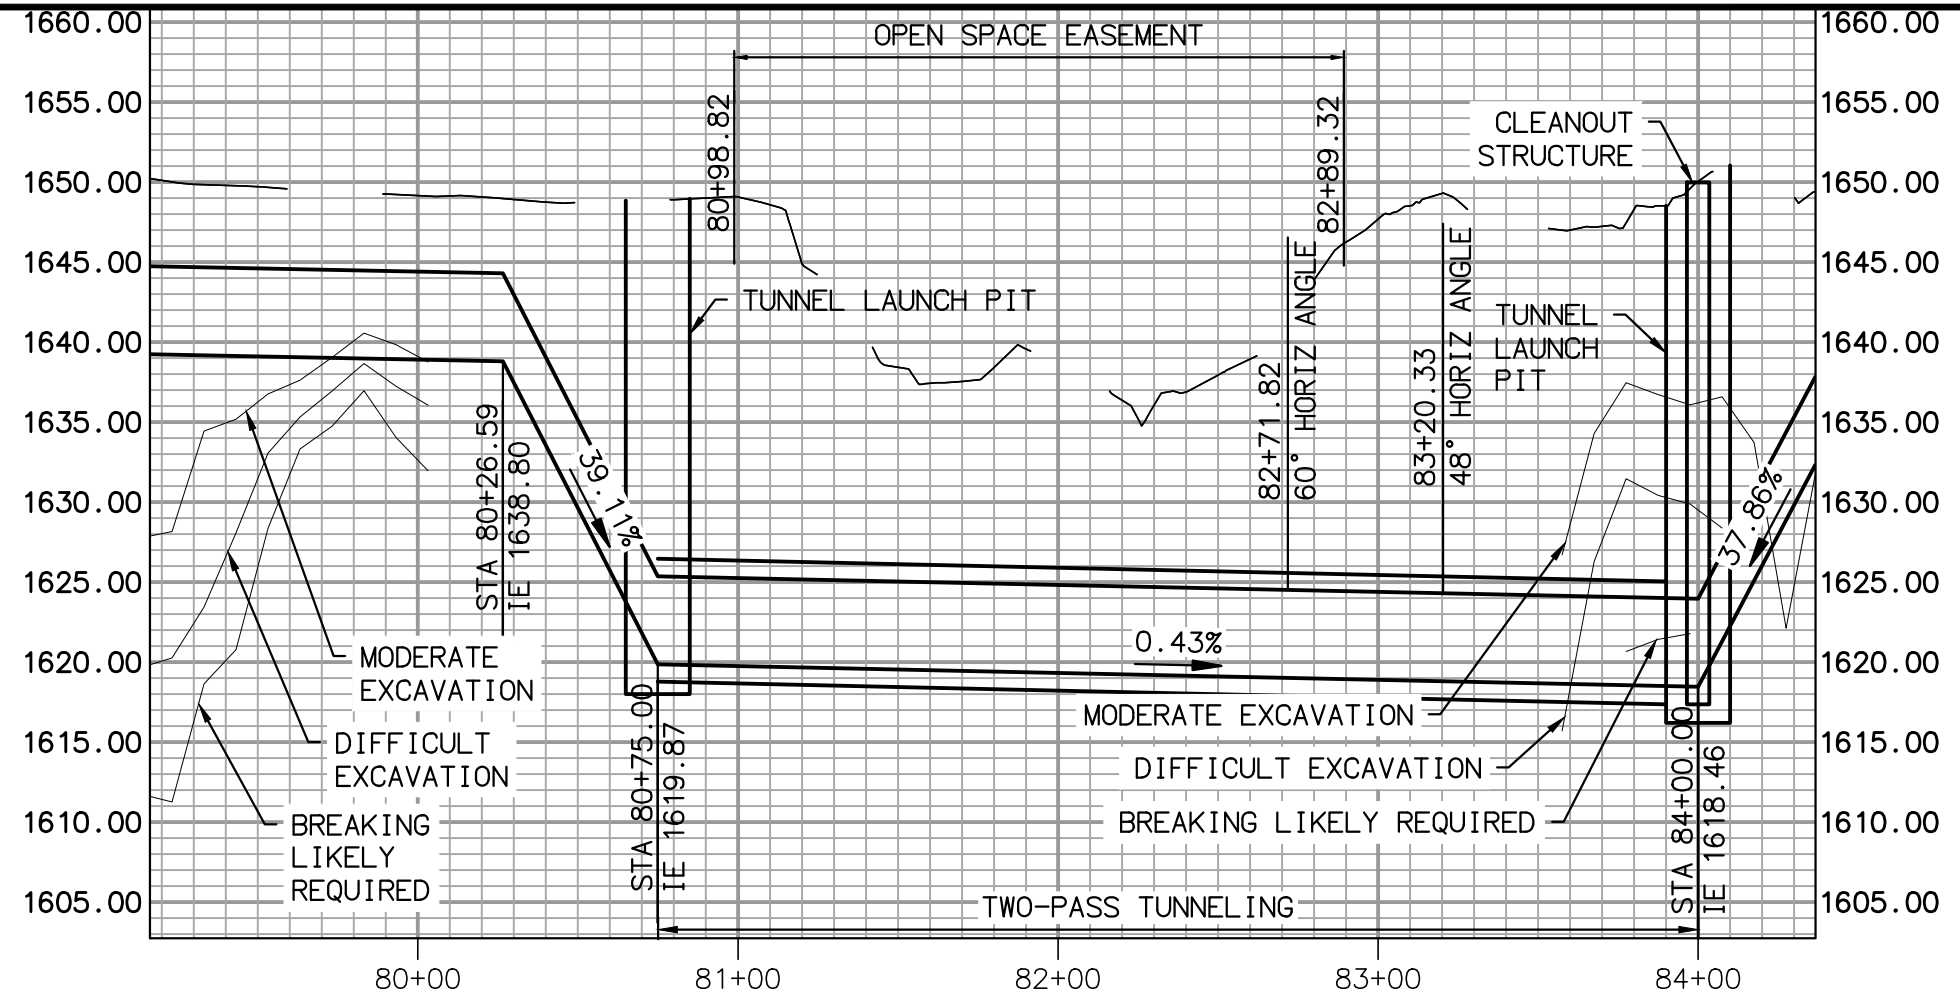 1660.00
1655.00
1650.00
1645.00
1640.00
1635.00
1630.00
1625.00
1620.00
1615.00
1610.00
1605.00
1660.00
1655.00
1650.00
1645.00
1640.00
1635.00
1630.00
1625.00
1620.00
1615.00
1610.00
1605.00
OPEN SPACE EASEMENT
80+98.82
82+89.32
CLEANOUT
STRUCTURE
TUNNEL LAUNCH PIT
TUNNEL
LAUNCH
PIT
82+71.82
60° HORIZ ANGLE
83+20.33
48° HORIZ ANGLE
STA 80+26.59
IE 1638.80
39.11%
37.86%
0.43%
MODERATE
EXCAVATION
DIFFICULT
EXCAVATION
BREAKING
LIKELY
REQUIRED
STA 80+75.00
IE 1619.87
MODERATE EXCAVATION
DIFFICULT EXCAVATION
BREAKING LIKELY REQUIRED
STA 84+00.00
IE 1618.46
TWO-PASS TUNNELING
80+00
81+00
82+00
83+00
84+00